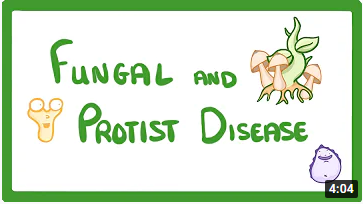 Fungal and
Protist Disease
4:04